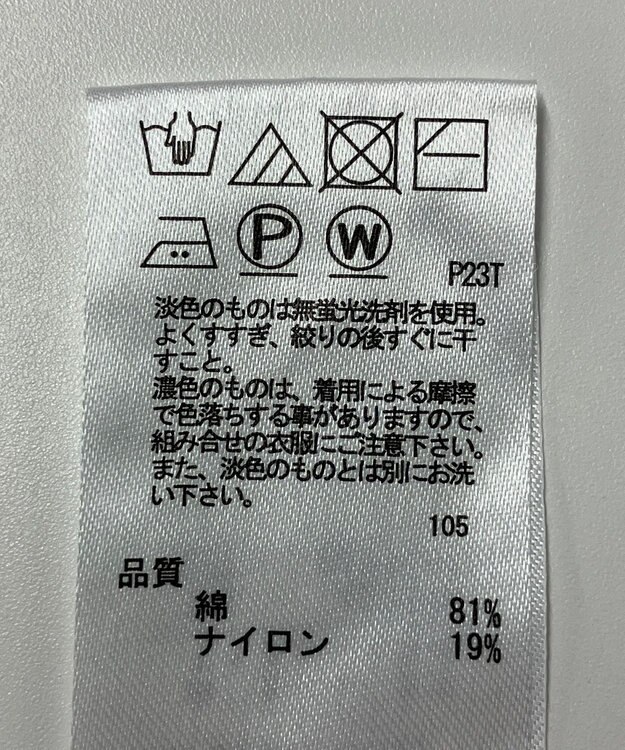 P
W
P23T
淡色のものは無蛍光洗剤を使用。
よくすすぎ、絞りの後すぐに干
すこと。
濃色のものは、着用による摩擦
で色落ちする事がありますので、
組み合せの衣服にご注意下さい。
また、淡色のものとは別にお洗
い下さい。
105
品質
綿 81%
ナイロン 19%